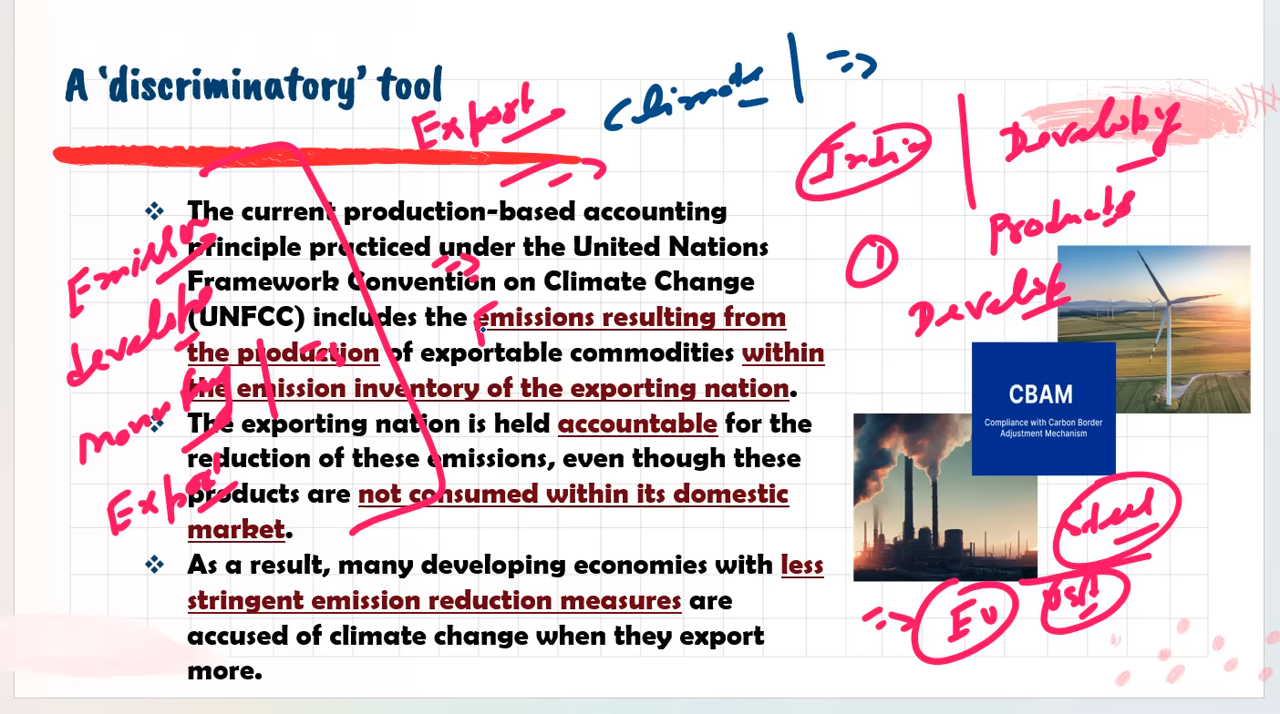 A ‘discriminatory’ tool
Export
Climate
India
Products
Develop
The current production-based accounting
principle practiced under the United Nations
Framework Convention on Climate Change
(UNFCC) includes the emissions resulting from
the production of exportable commodities within
the emission inventory of the exporting nation.
The exporting nation is held accountable for the
reduction of these emissions, even though these
products are not consumed within its domestic
market.
As a result, many developing economies with less
stringent emission reduction measures are
accused of climate change when they export
more.
Emission
Export
1
CBAM
Compliance with Carbon Border
Adjustment Mechanism
Steel
EU
USA